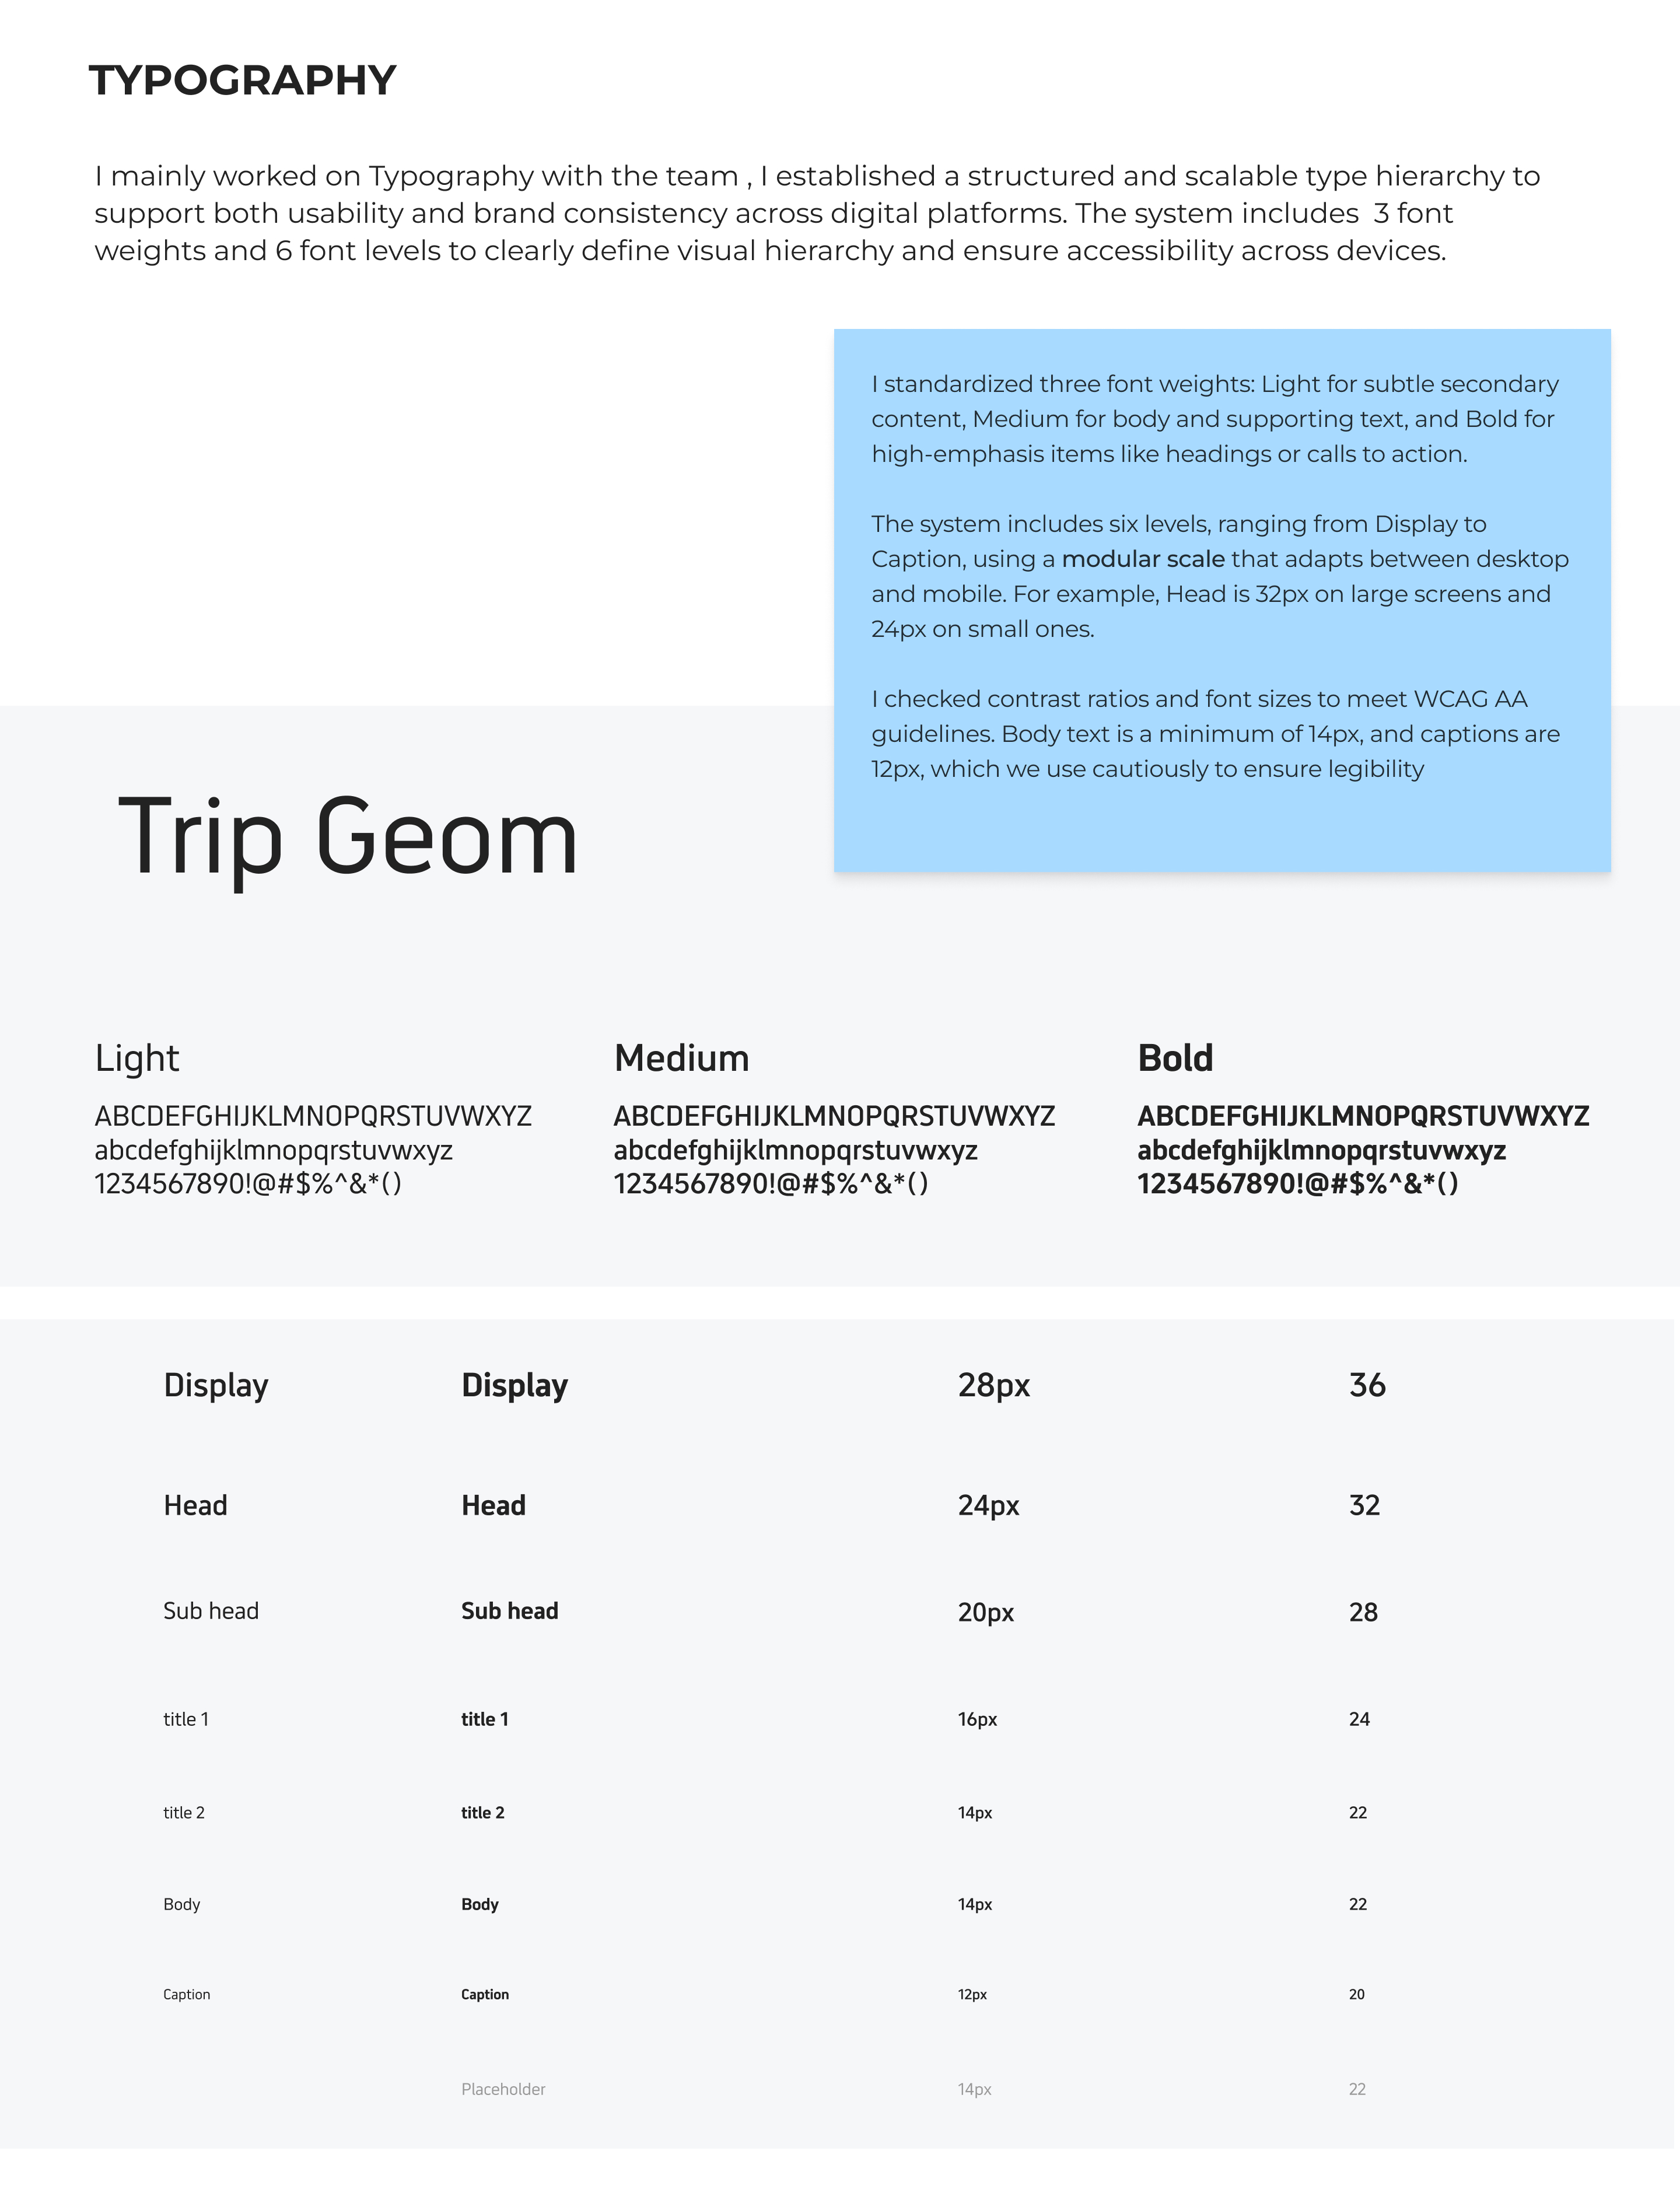 TYPOGRAPHY
I mainly worked on Typography with the team , I established a structured and scalable type hierarchy to
support both usability and brand consistency across digital platforms. The system includes  3 font
weights and 6 font levels to clearly define visual hierarchy and ensure accessibility across devices.
I standardized three font weights: Light for subtle secondary
content, Medium for body and supporting text, and Bold for
high-emphasis items like headings or calls to action.
The system includes six levels, ranging from Display to
Caption, using a modular scale that adapts between desktop
and mobile. For example, Head is 32px on large screens and
24px on small ones.
I checked contrast ratios and font sizes to meet WCAG AA
guidelines. Body text is a minimum of 14px, and captions are
12px, which we use cautiously to ensure legibility
Trip Geom
Light
ABCDEFGHIJKLMNOPQRSTUVWXYZ
abcdefghijklmnopqrstuvwxyz
1234567890!@#$%^&*()
Medium
ABCDEFGHIJKLMNOPQRSTUVWXYZ
abcdefghijklmnopqrstuvwxyz
1234567890!@#$%^&*()
Bold
ABCDEFGHIJKLMNOPQRSTUVWXYZ
abcdefghijklmnopqrstuvwxyz
1234567890!@#$%^&*()
Display Display 28px 36
Head Head 24px 32
Sub head Sub head 20px 28
title 1 title 1 16px 24
title 2 title 2 14px 22
Body Body 14px 22
Caption Caption 12px 20
Placeholder 14px 22